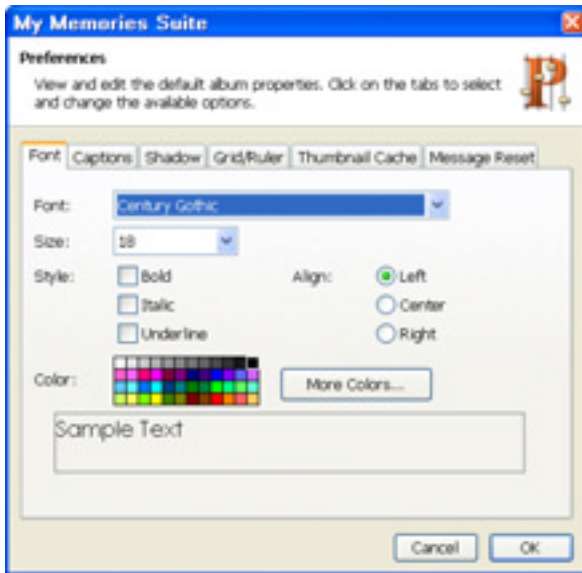 My Memories Suite
Preferences
View and edit the default album properties. Click on the tabs to select
and change the available options.
Font Captions Shadow Grid/Ruler Thumbnail Cache Message Reset
Font: Century Gothic
Size: 18
Style: Bold Align: Left
Italic Center
Underline Right
Color: More Colors...
Sample Text
Cancel OK